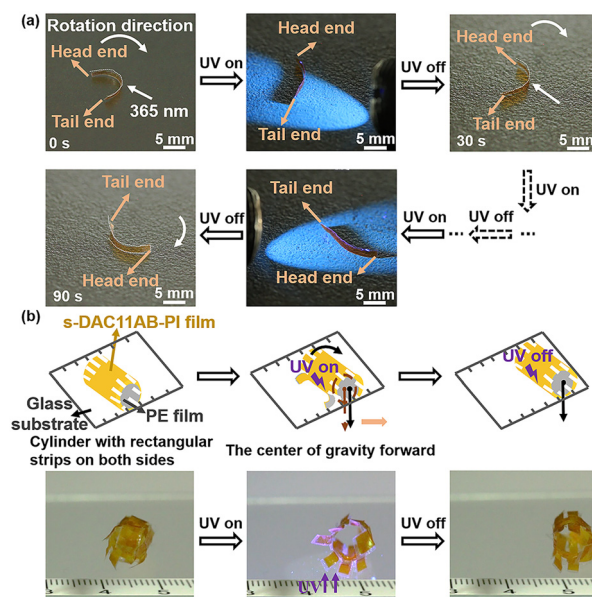 (a)
Rotation direction
Head end
Tail end
365 nm
0 s
5 mm
UV on
Head end
Tail end
5 mm
UV off
Head end
Tail end
30 s
5 mm
UV on
UV off
... ...
UV on
Tail end
Head end
5 mm
UV off
Tail end
Head end
90 s
5 mm
(b)
s-DAC11AB-PI film
Glass
substrate
PE film
Cylinder with rectangular
strips on both sides
UV on
The center of gravity forward
UV off
UV on
UV off
3 4 5
UV
3 4 5
3 4 5